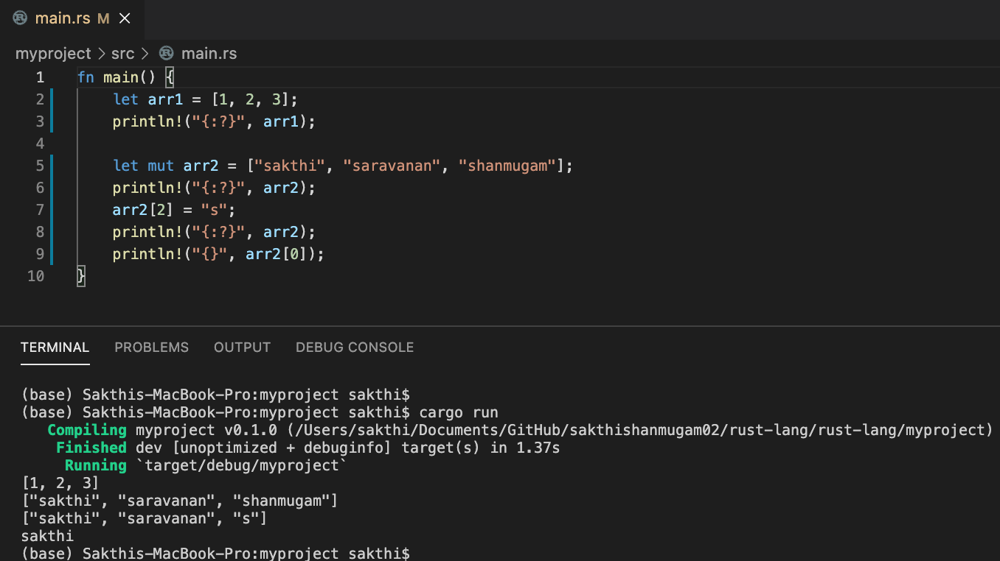 main.rs M
myproject > src > main.rs
1 fn main() {
2     let arr1 = [1, 2, 3];
3     println!("{:?}", arr1);
4
5     let mut arr2 = ["sakthi", "saravanan", "shanmugam"];
6     println!("{:?}", arr2);
7     arr2[2] = "s";
8     println!("{:?}", arr2);
9     println!("{}", arr2[0]);
10 }
TERMINAL PROBLEMS OUTPUT DEBUG CONSOLE
(base) Sakthis-MacBook-Pro:myproject sakthi$
(base) Sakthis-MacBook-Pro:myproject sakthi$ cargo run
   Compiling myproject v0.1.0 (/Users/sakthi/Documents/GitHub/sakthishanmugam02/rust-lang/rust-lang/myproject)
    Finished dev [unoptimized + debuginfo] target(s) in 1.37s
     Running `target/debug/myproject`
[1, 2, 3]
["sakthi", "saravanan", "shanmugam"]
["sakthi", "saravanan", "s"]
sakthi
(base) Sakthis-MacBook-Pro:myproject sakthi$